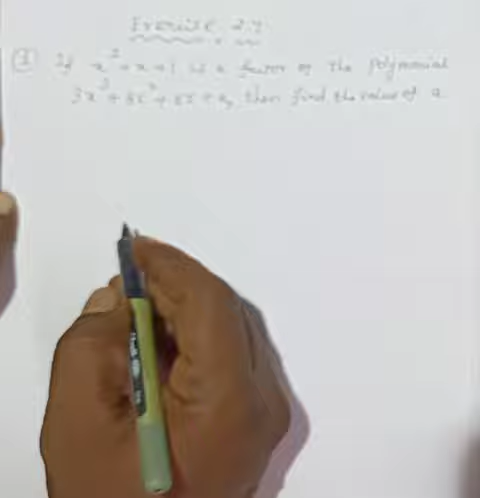 Exercise 2.
① If x² + x + 1 is a factor of the Polynomial
3x³ + 8x² + 8x + a, then find the value of a